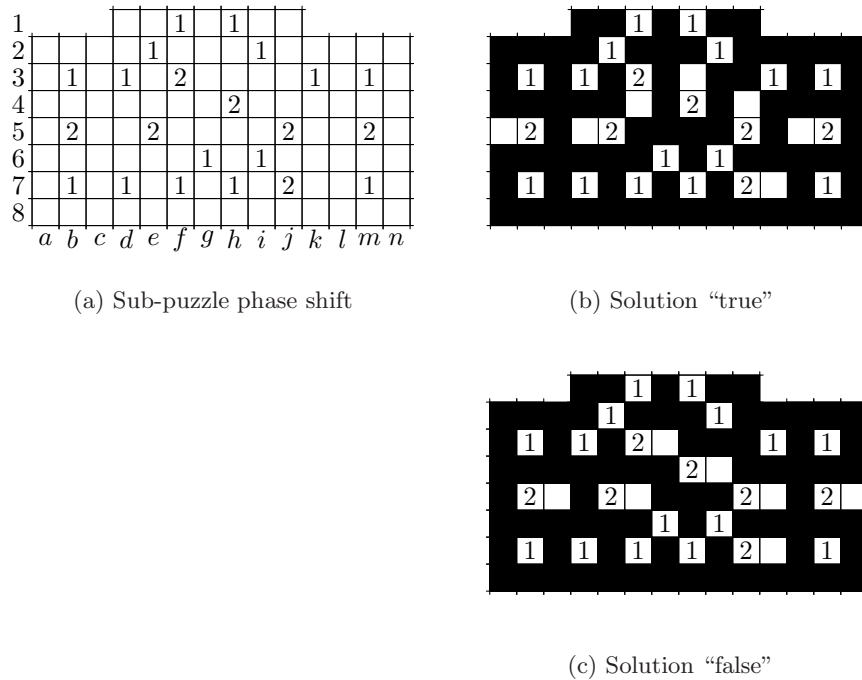 1 1 1 1 1
2 1 1 1 1
3 1 1 2 1 1 1 1 2 1 1
4 2 2
5 2 2 2 2 2 2 2 2
6 1 1 1 1
7 1 1 1 1 2 1 1 1 1 1 2 1
8
a b c d e f g h i j k l m n
(a) Sub-puzzle phase shift (b) Solution “true”
1 1
1 1
1 1 2 1 1
2
2 2 2 2
1 1
1 1 1 1 2 1
(c) Solution “false”